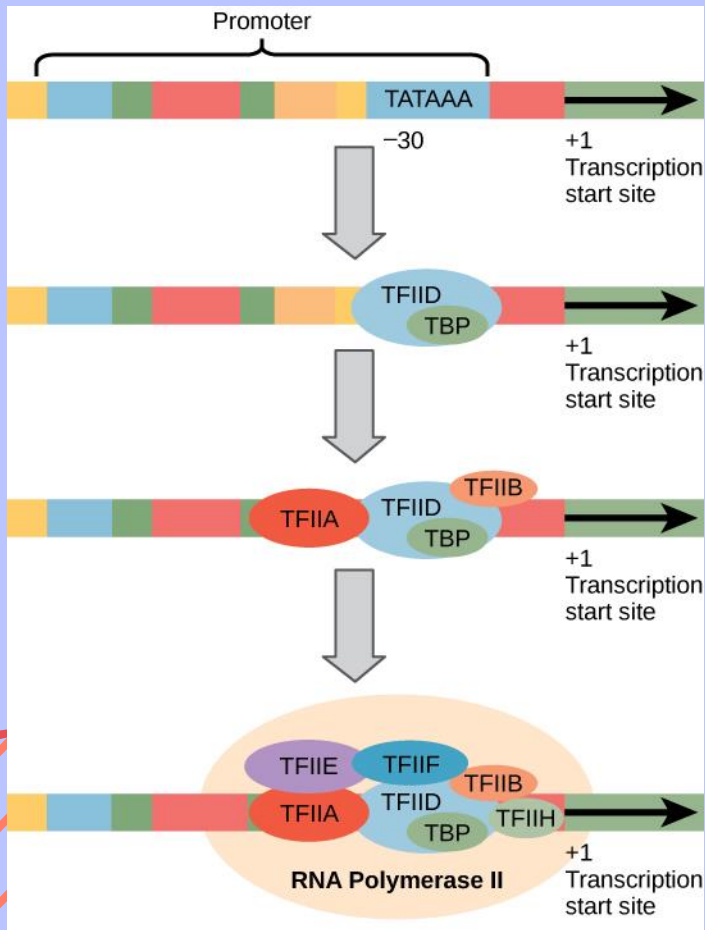 Promoter
TATAAA
−30
+1
Transcription
start site
TFIID
TBP
+1
Transcription
start site
TFIIB
TFIIA
TFIID
TBP
+1
Transcription
start site
TFIIE
TFIIF
TFIIB
TFIIA
TFIID
TFIIH
TBP
RNA Polymerase II
+1
Transcription
start site